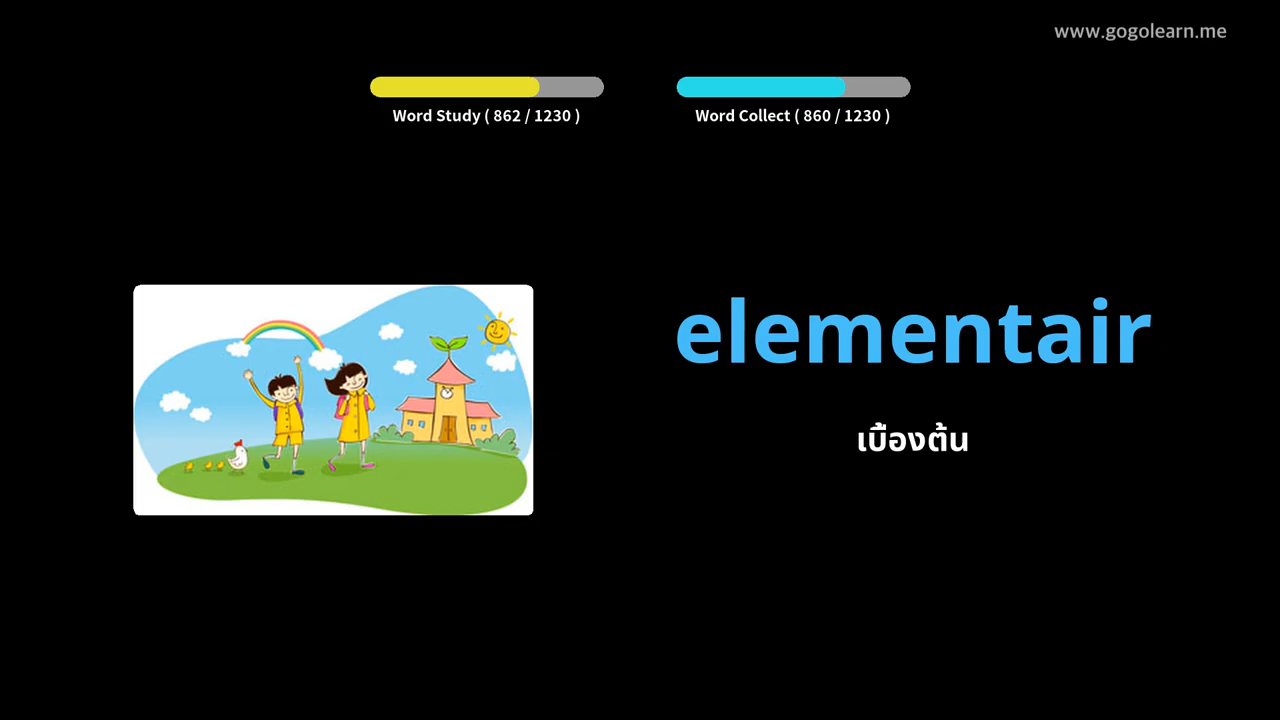 www.gogolearn.me
Word Study ( 862 / 1230 )
Word Collect ( 860 / 1230 )
elementair
เบื้องต้น